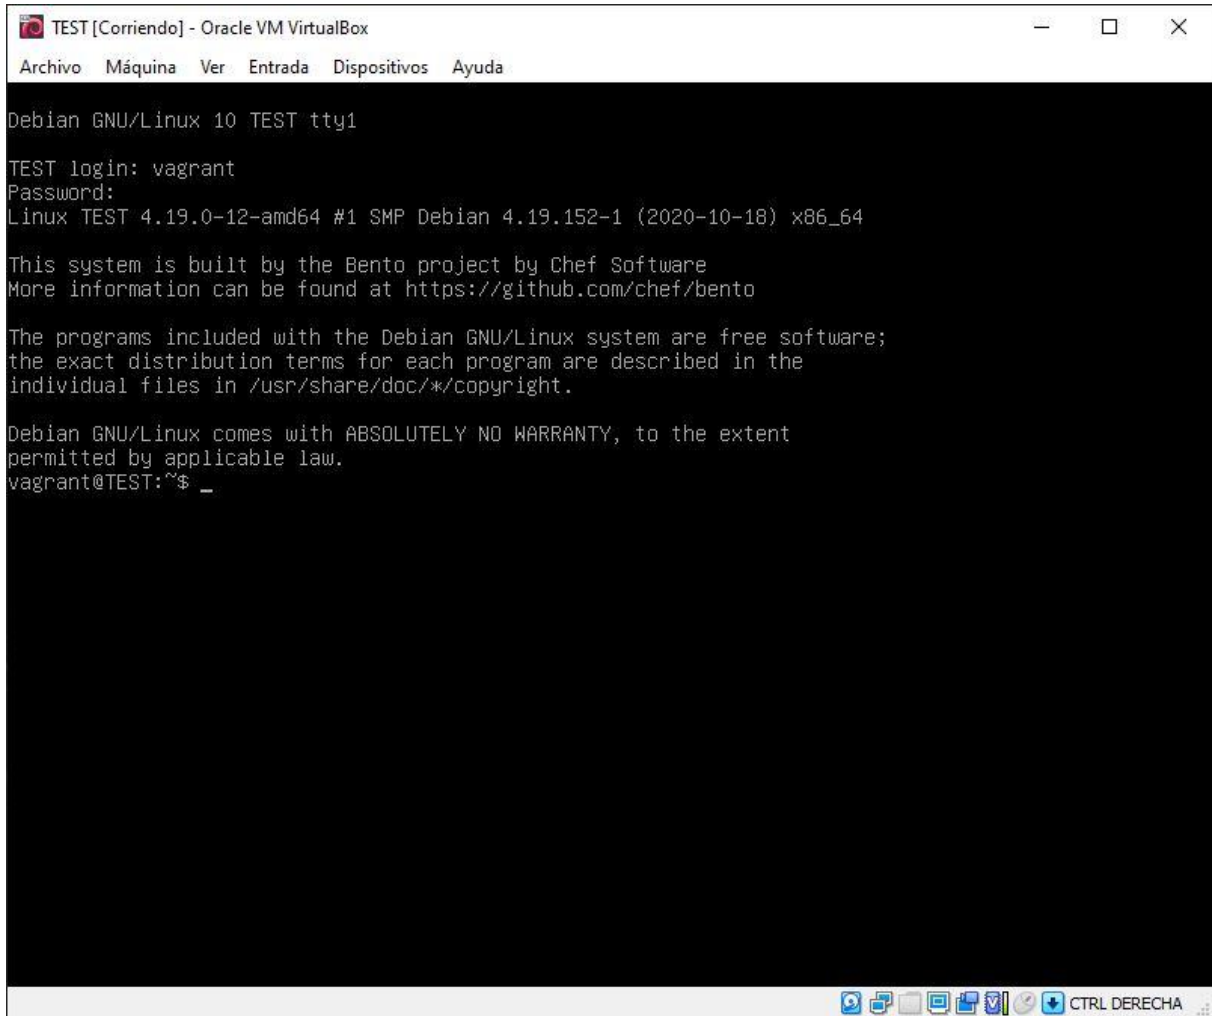 TEST [Corriendo] - Oracle VM VirtualBox
Archivo Máquina Ver Entrada Dispositivos Ayuda
Debian GNU/Linux 10 TEST tty1
TEST login: vagrant
Password:
Linux TEST 4.19.0-12-amd64 #1 SMP Debian 4.19.152-1 (2020-10-18) x86_64
This system is built by the Bento project by Chef Software
More information can be found at https://github.com/chef/bento
The programs included with the Debian GNU/Linux system are free software;
the exact distribution terms for each program are described in the
individual files in /usr/share/doc/*/copyright.
Debian GNU/Linux comes with ABSOLUTELY NO WARRANTY, to the extent
permitted by applicable law.
vagrant@TEST:~$ _
CTRL DERECHA